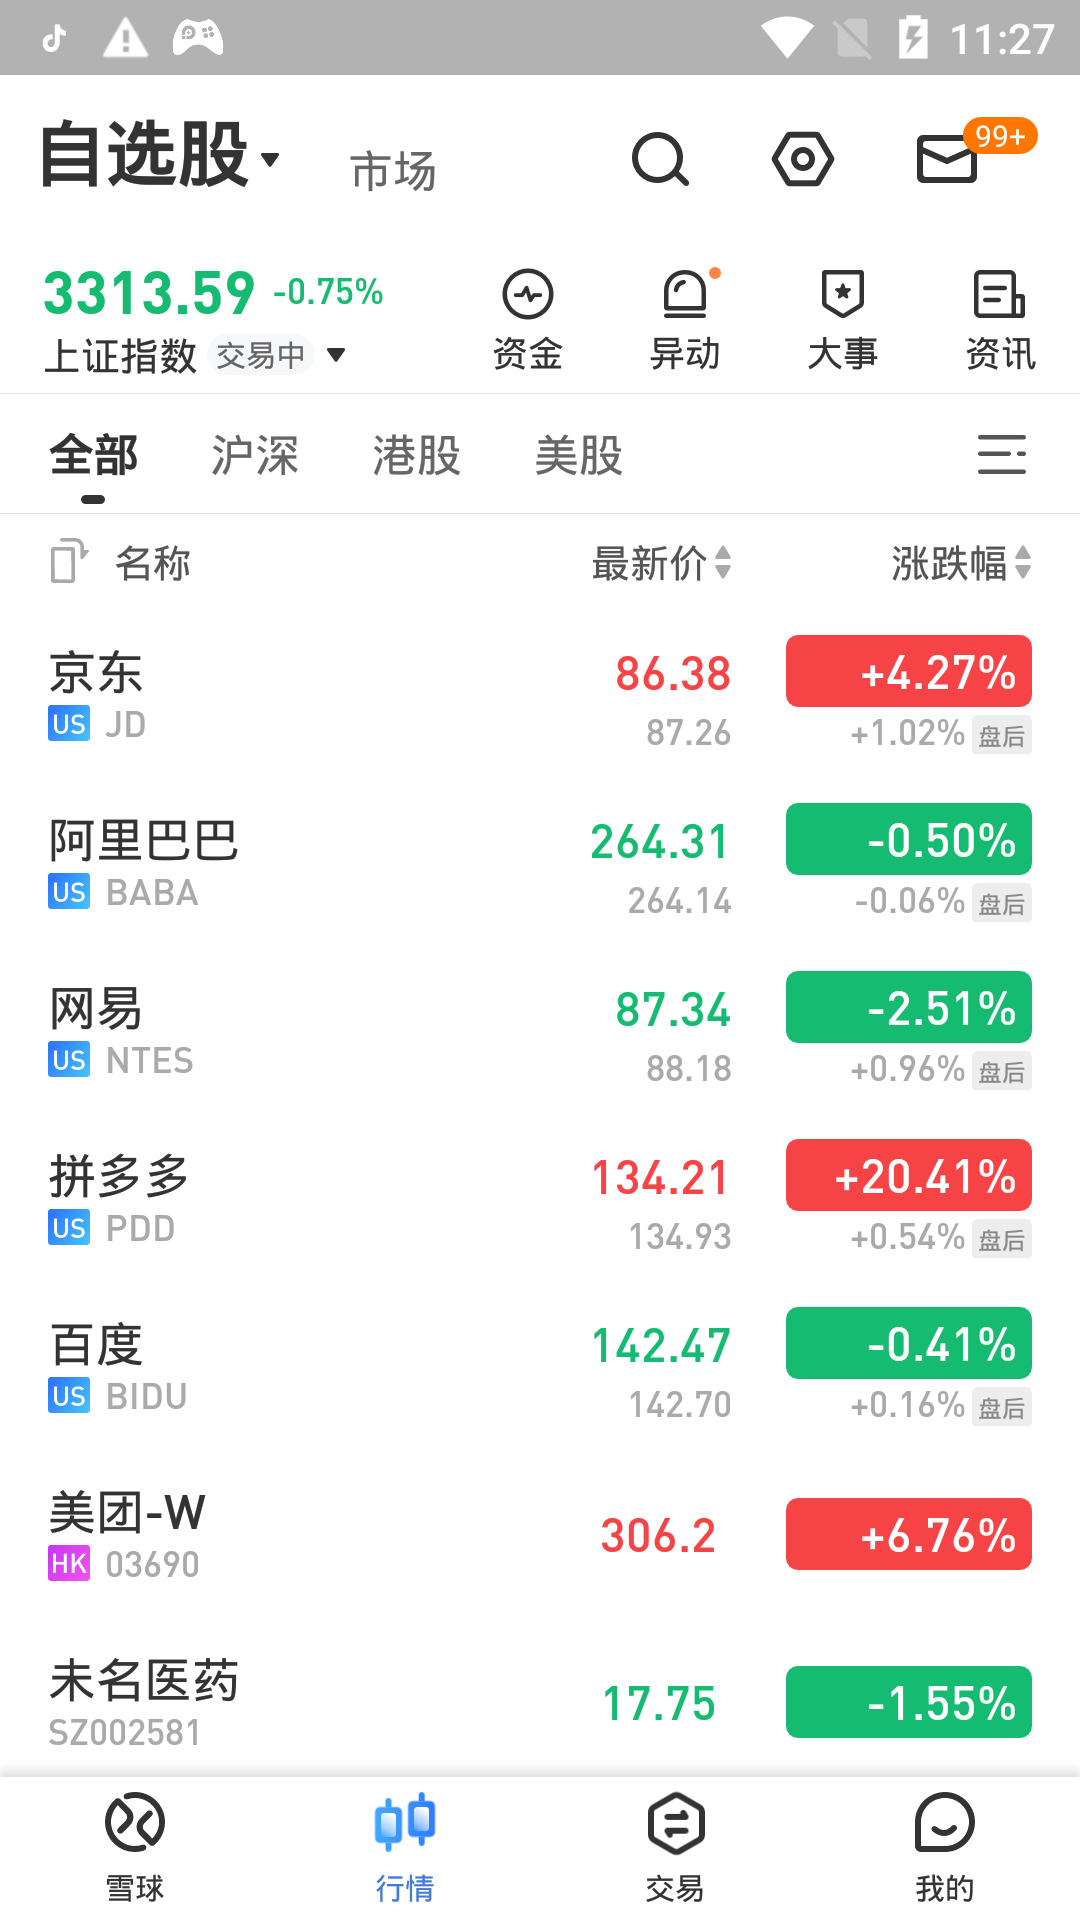 11:27
自选股 市场 99+
3313.59 -0.75%
上证指数 交易中
资金 异动 大事 资讯
全部 沪深 港股 美股
名称 最新价 涨跌幅
京东 86.38 +4.27%
US JD 87.26 +1.02% 盘后
阿里巴巴 264.31 -0.50%
US BABA 264.14 -0.06% 盘后
网易 87.34 -2.51%
US NTES 88.18 +0.96% 盘后
拼多多 134.21 +20.41%
US PDD 134.93 +0.54% 盘后
百度 142.47 -0.41%
US BIDU 142.70 +0.16% 盘后
美团-W 306.2 +6.76%
HK 03690
未名医药 17.75 -1.55%
SZ002581
雪球 行情 交易 我的